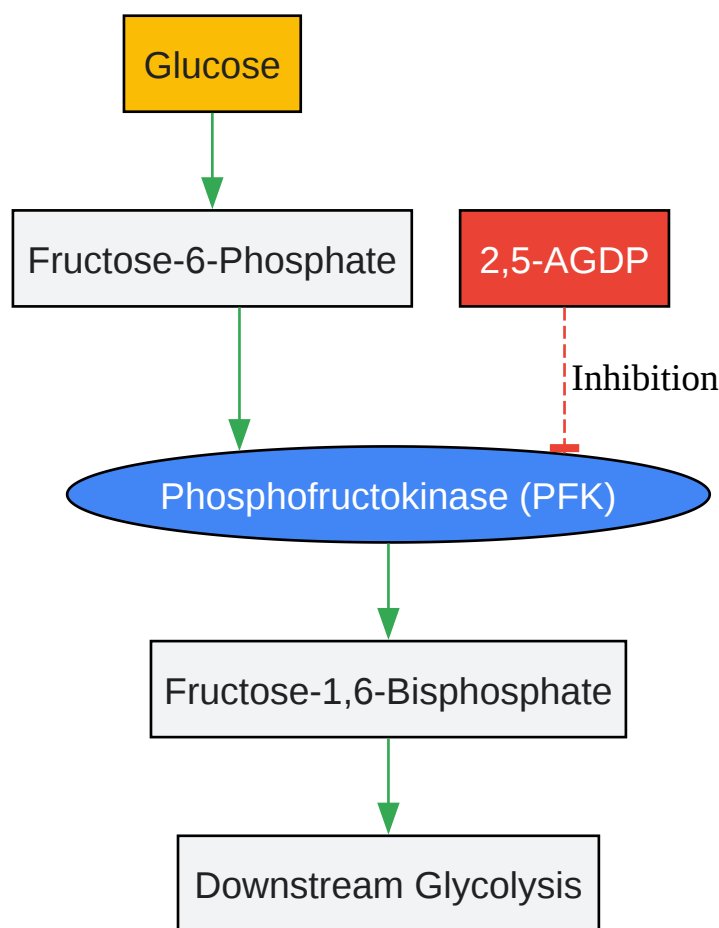 Glucose
Fructose-6-Phosphate
2,5-AGDP
Inhibition
Phosphofructokinase (PFK)
Fructose-1,6-Bisphosphate
Downstream Glycolysis